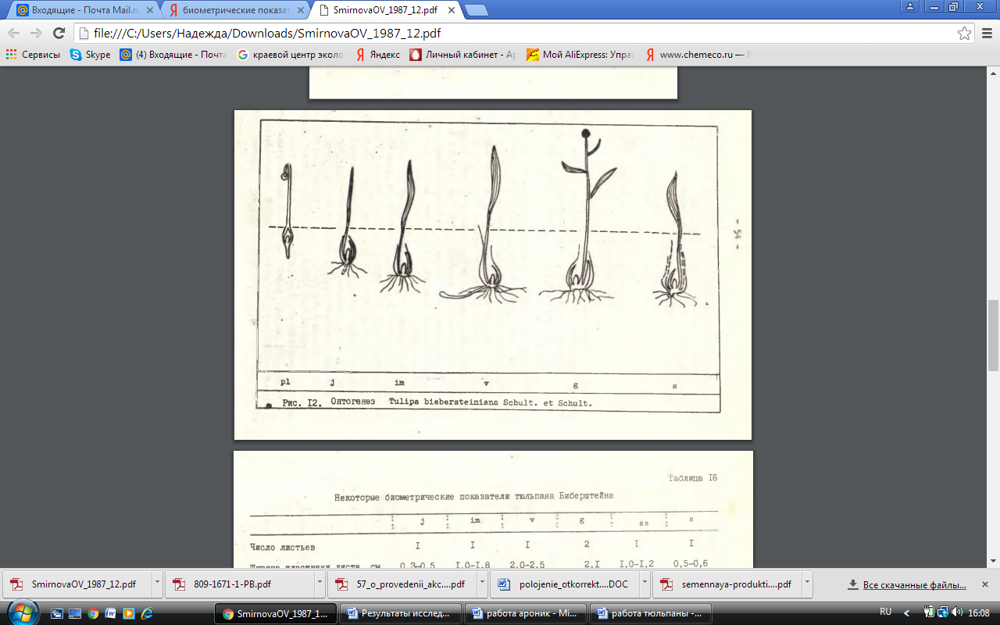 Входящие - Почта Mail.ru
биометрические показат
SmirnovaOV_1987_12.pdf
file:///C:/Users/Надежда/Downloads/SmirnovaOV_1987_12.pdf
Сервисы
Skype
(4) Входящие - Почта
краевой центр эколо
Яндекс
Личный кабинет - Ар
Мой AliExpress: Упра
www.chemeco.ru — Я
- 54 -
pl j im v g s
Рис. I2. Онтогенез Tulipa biebersteiniana Schult. et Schult.
Таблица I6
Некоторые биометрические показатели тюльпана Биберштейна
j im v g ss s
Число листьев I I I 2 I I
Ширина пластинки листа, см 0,3-0,5 I,0-I,8 2,0-2,5 2,I I,0-I,2 0,5-0,6
SmirnovaOV_1987_12.pdf
809-1671-1-PB.pdf
57_o_provedenii_akc....pdf
polojenie_otkorrekt....DOC
semennaya-produkti....pdf
Все скачанные файлы...
SmirnovaOV_1987_1...
Результаты исслед...
работа ароник - Mi...
работа тюльпаны -...
RU
16:08